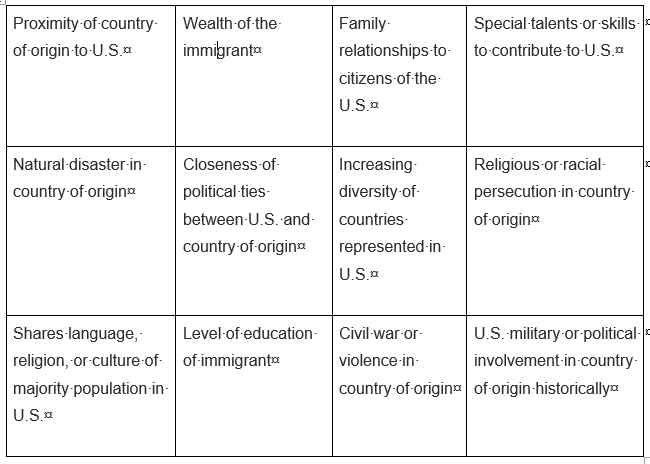 Proximity of country
of origin to U.S.¤
Wealth of the
immigrant¤
Family
relationships to
citizens of the
U.S.¤
Special talents or skills
to contribute to U.S.¤
¤
Natural disaster in
country of origin¤
Closeness of
political ties
between U.S. and
country of origin¤
Increasing
diversity of
countries
represented in
U.S.¤
Religious or racial
persecution in country
of origin¤
¤
Shares language,
religion, or culture of
majority population in
U.S.¤
Level of education
of immigrant¤
Civil war or
violence in
country of origin¤
U.S. military or political
involvement in country
of origin historically¤
¤